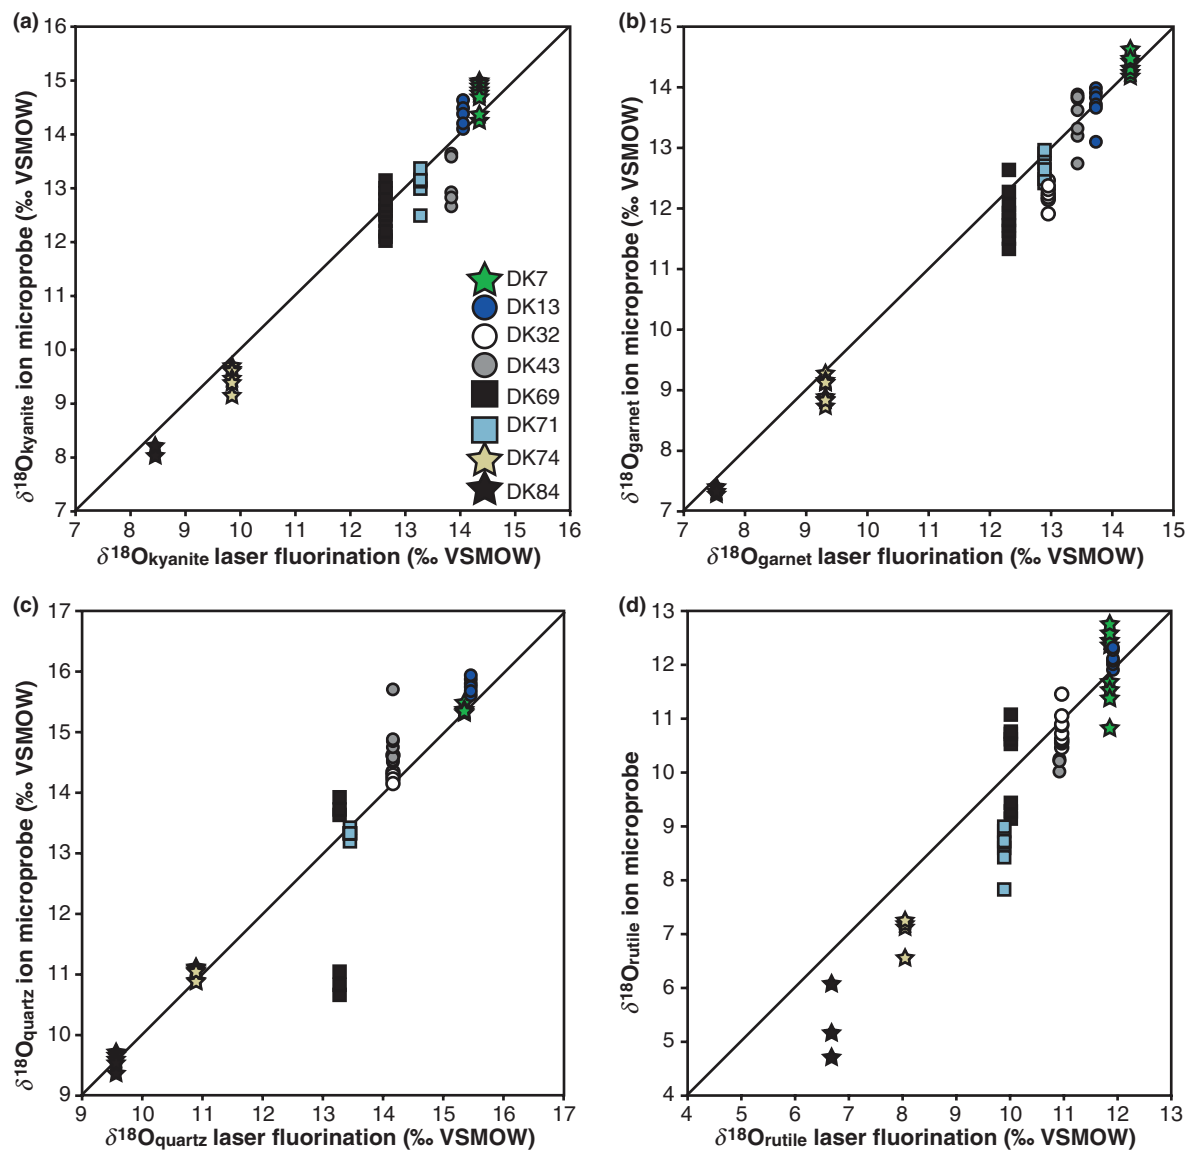 (a)
16
15
14
13
12
11
10
9
8
7
7 8 9 10 11 12 13 14 15 16
δ18Okyanite ion microprobe (‰ VSMOW)
δ18Okyanite laser fluorination (‰ VSMOW)
DK7
DK13
DK32
DK43
DK69
DK71
DK74
DK84
(b)
15
14
13
12
11
10
9
8
7
7 8 9 10 11 12 13 14 15
δ18Ogarnet ion microprobe (‰ VSMOW)
δ18Ogarnet laser fluorination (‰ VSMOW)
(c)
17
16
15
14
13
12
11
10
9
9 10 11 12 13 14 15 16 17
δ18Oquartz ion microprobe (‰ VSMOW)
δ18Oquartz laser fluorination (‰ VSMOW)
(d)
13
12
11
10
9
8
7
6
5
4
4 5 6 7 8 9 10 11 12 13
δ18Orutile ion microprobe
δ18Orutile laser fluorination (‰ VSMOW)